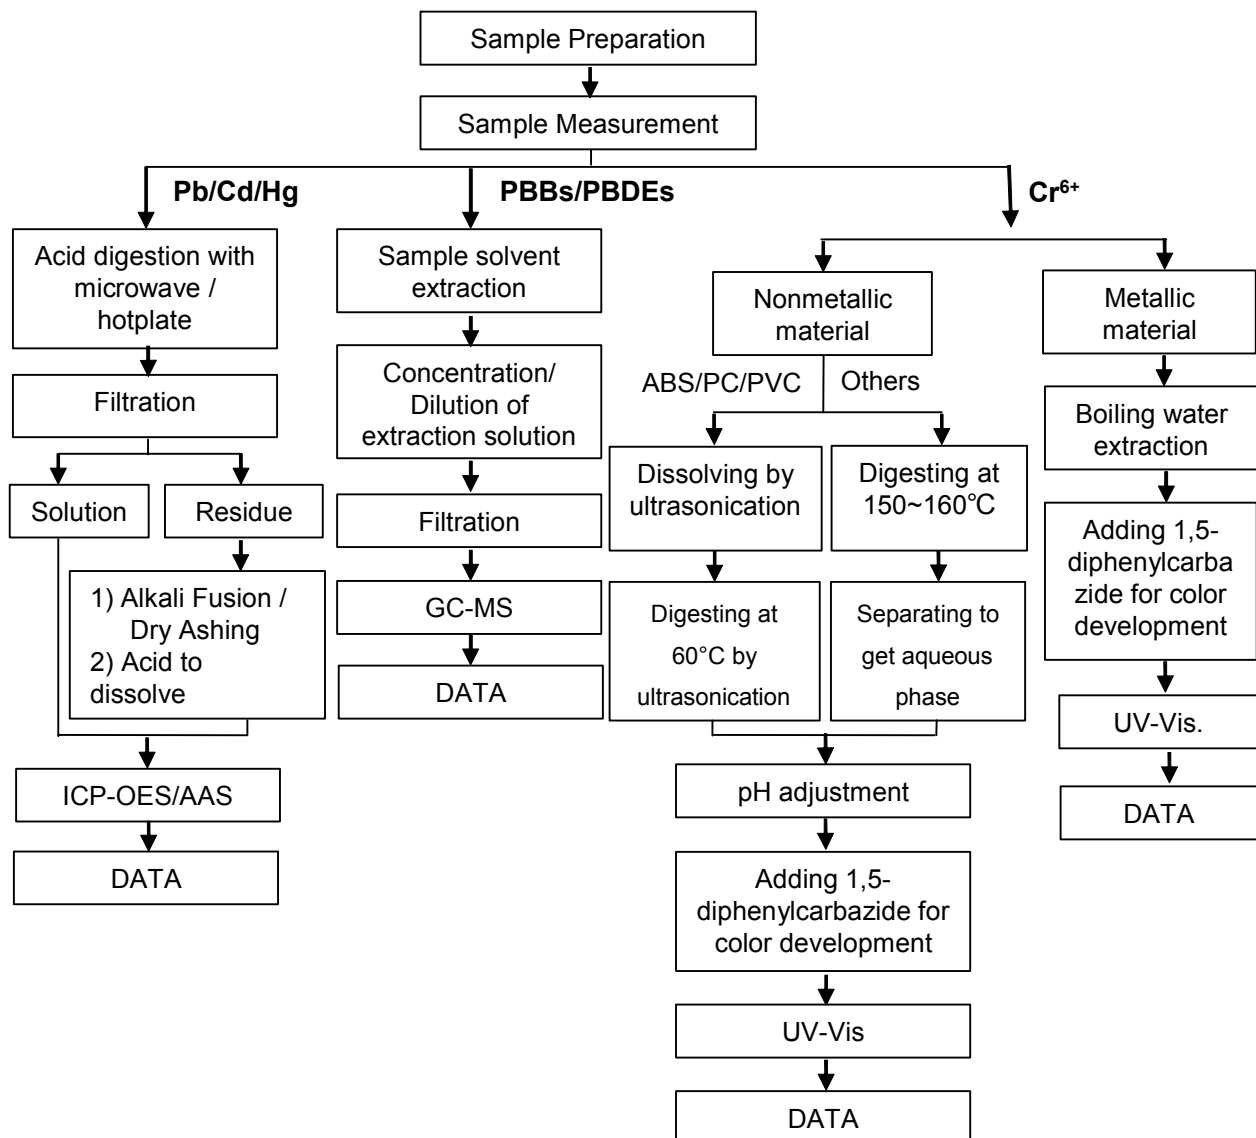 Sample Preparation
Sample Measurement
Pb/Cd/Hg
PBBs/PBDEs
Cr⁶⁺
Acid digestion with
microwave /
hotplate
Filtration
Solution
Residue
1) Alkali Fusion /
Dry Ashing
2) Acid to
dissolve
ICP-OES/AAS
DATA
Sample solvent
extraction
Concentration/
Dilution of
extraction solution
Filtration
GC-MS
DATA
Nonmetallic
material
ABS/PC/PVC
Others
Dissolving by
ultrasonication
Digesting at
60°C by
ultrasonication
Digesting at
150~160℃
Separating to
get aqueous
phase
pH adjustment
Adding 1,5-
diphenylcarbazide for
color development
UV-Vis
DATA
Metallic
material
Boiling water
extraction
Adding 1,5-
diphenylcarba
zide for color
development
UV-Vis.
DATA